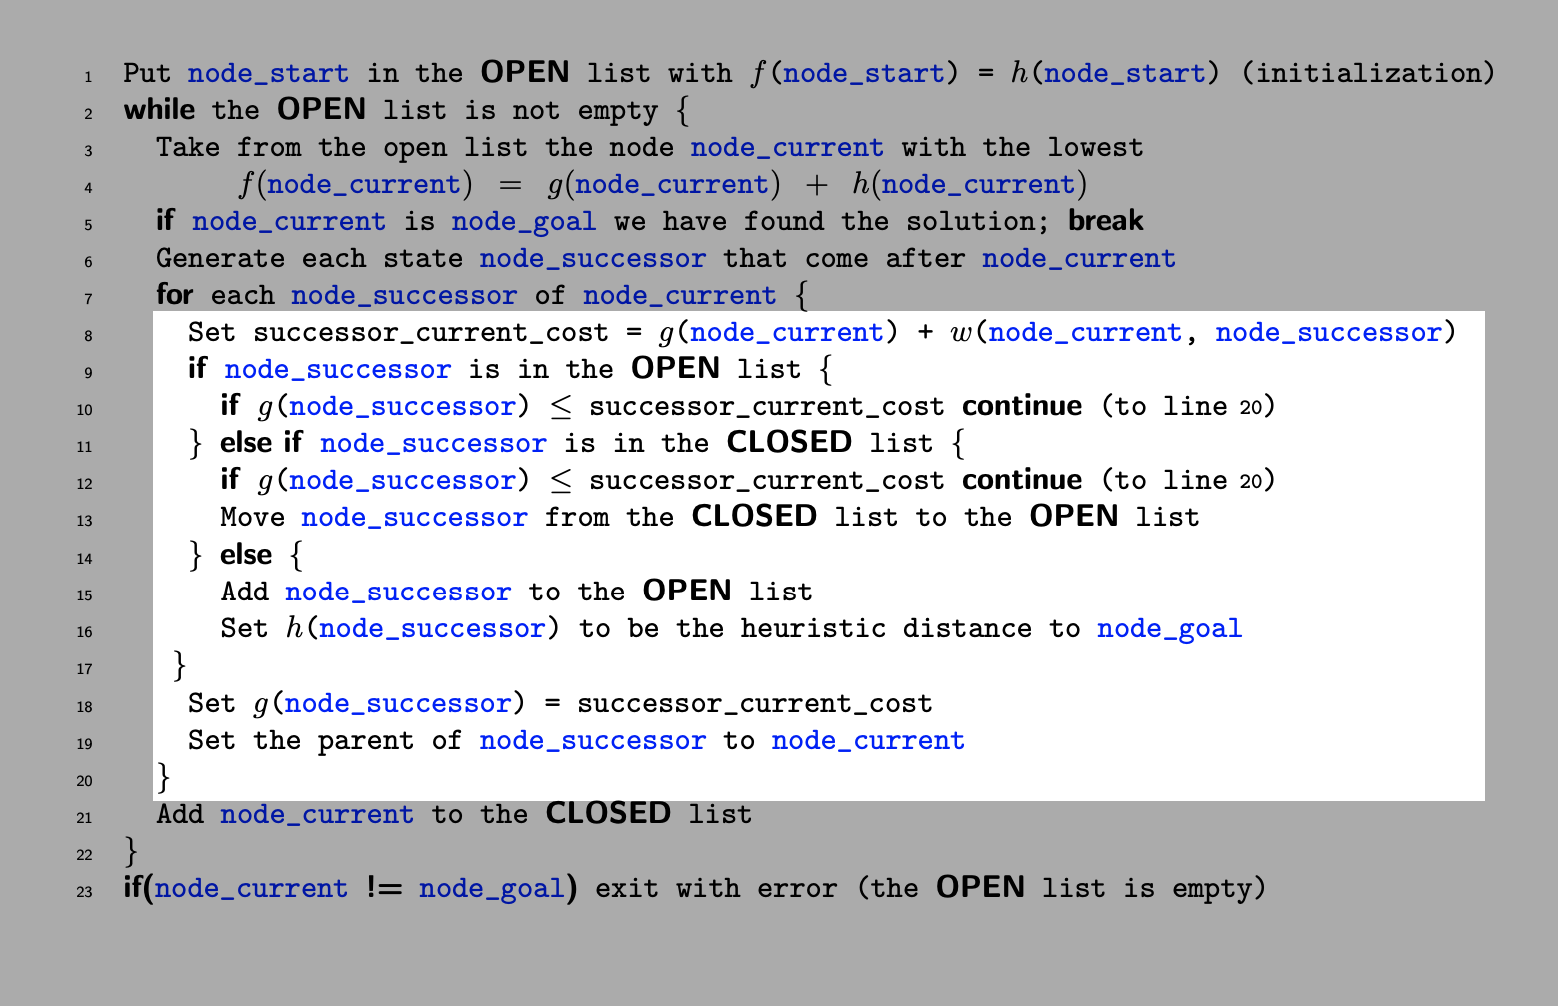 1 Put node_start in the OPEN list with f(node_start) = h(node_start) (initialization)
2 while the OPEN list is not empty {
3 Take from the open list the node node_current with the lowest
4 f(node_current) = g(node_current) + h(node_current)
5 if node_current is node_goal we have found the solution; break
6 Generate each state node_successor that come after node_current
7 for each node_successor of node_current {
8 Set successor_current_cost = g(node_current) + w(node_current, node_successor)
9 if node_successor is in the OPEN list {
10 if g(node_successor) ≤ successor_current_cost continue (to line 20)
11 } else if node_successor is in the CLOSED list {
12 if g(node_successor) ≤ successor_current_cost continue (to line 20)
13 Move node_successor from the CLOSED list to the OPEN list
14 } else {
15 Add node_successor to the OPEN list
16 Set h(node_successor) to be the heuristic distance to node_goal
17 }
18 Set g(node_successor) = successor_current_cost
19 Set the parent of node_successor to node_current
20 }
21 Add node_current to the CLOSED list
22 }
23 if(node_current != node_goal) exit with error (the OPEN list is empty)